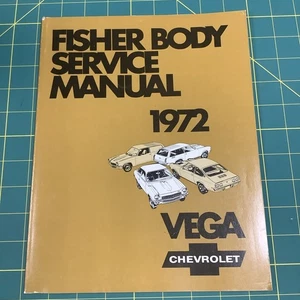 FISHER BODY
SERVICE
MANUAL
1972
VEGA
CHEVROLET